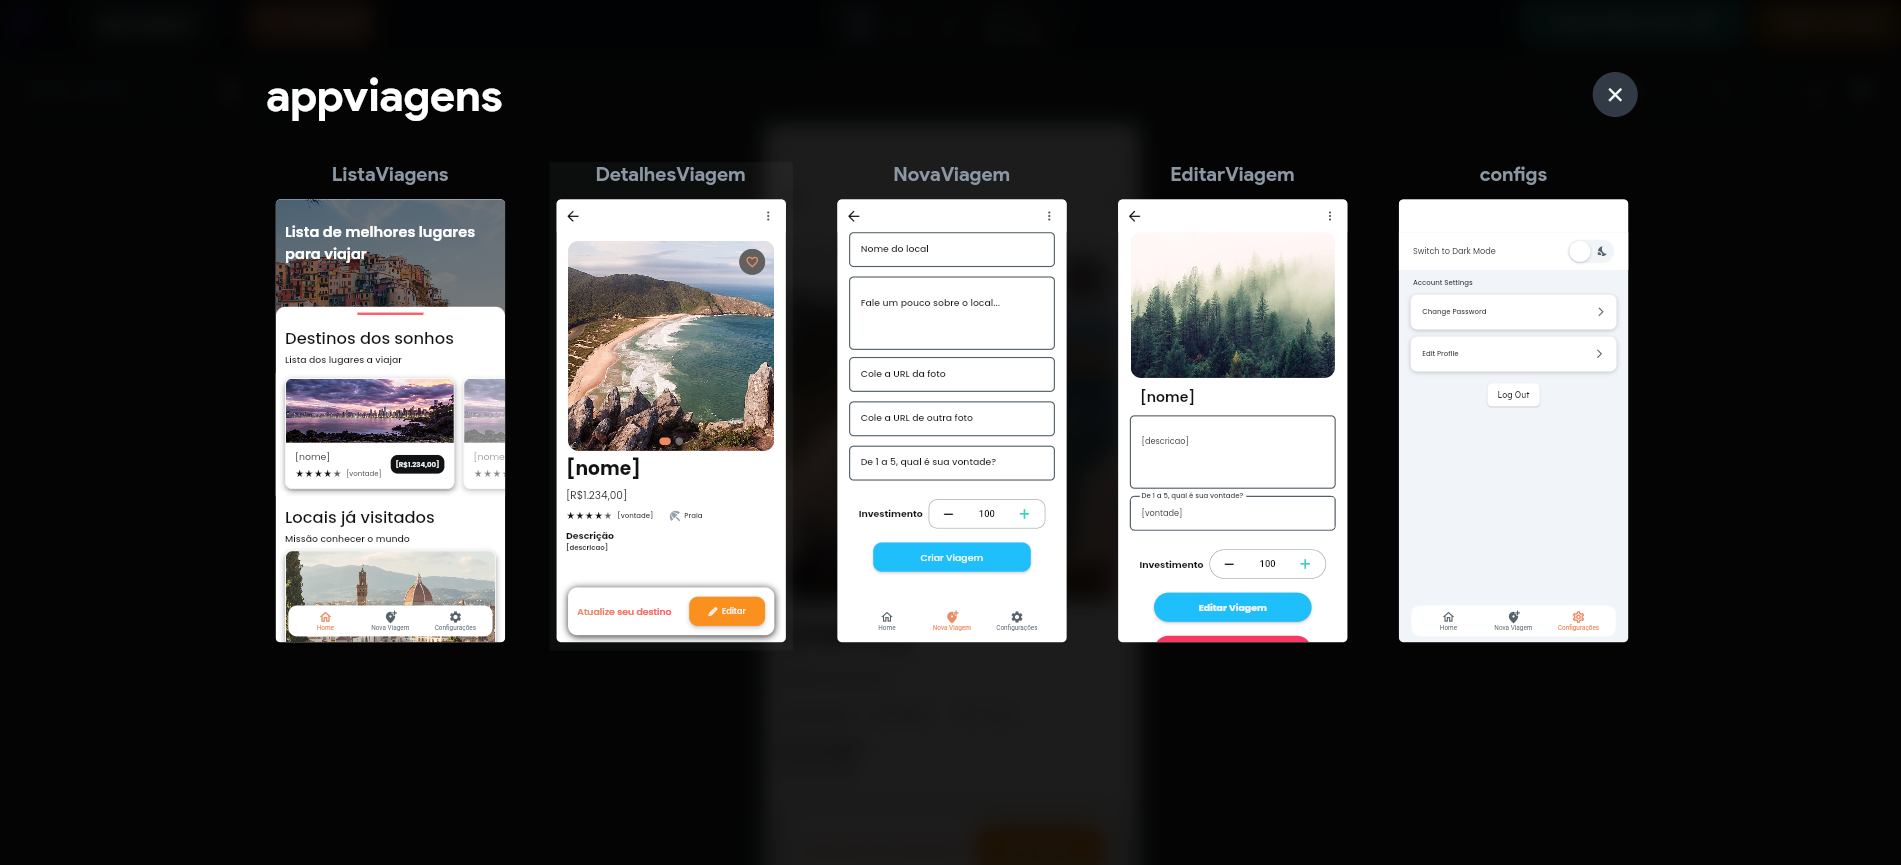 appviagens
ListaViagens
Lista de melhores lugares
para viajar
Destinos dos sonhos
Lista dos lugares a viajar
[nome]
[R$1.234,00]
[vontade]
[nome
Locais já visitados
Missão conhecer o mundo
Home
Nova Viagem
Configurações
DetalhesViagem
[nome]
[R$1.234,00]
[vontade]
Praia
Descrição
[descricao]
Atualize seu destino
Editar
NovaViagem
Nome do local
Fale um pouco sobre o local...
Cole a URL da foto
Cole a URL de outra foto
De 1 a 5, qual é sua vontade?
Investimento
100
Criar Viagem
Home
Nova Viagem
Configurações
EditarViagem
[nome]
[descricao]
De 1 a 5, qual é sua vontade?
[vontade]
Investimento
100
Editar Viagem
configs
Switch to Dark Mode
Account Settings
Change Password
Edit Profile
Log Out
Home
Nova Viagem
Configurações